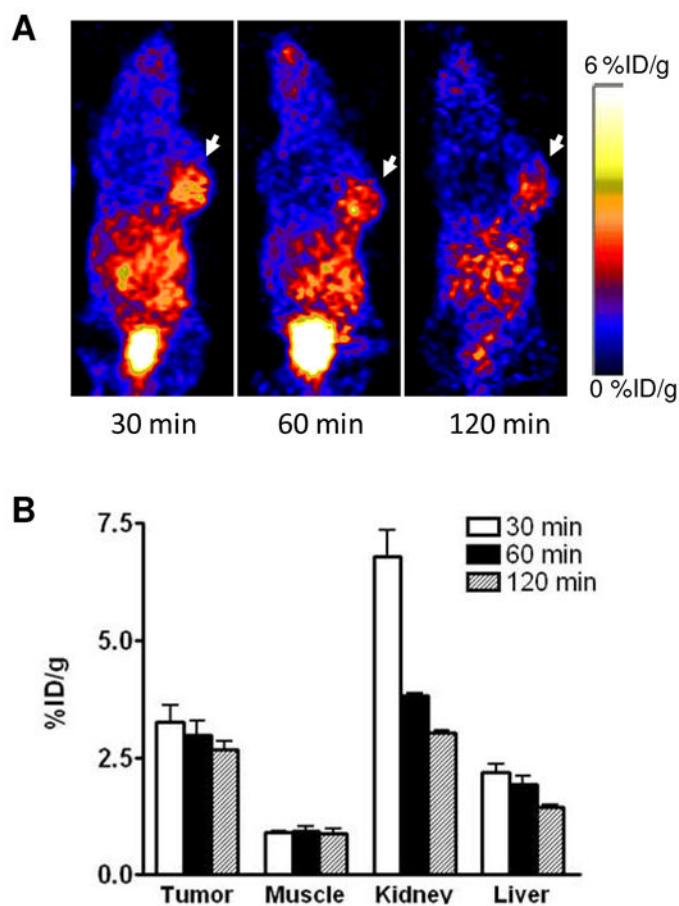 A
6 %ID/g
0 %ID/g
30 min
60 min
120 min
B
7.5
5.0
2.5
0.0
%ID/g
30 min
60 min
120 min
Tumor
Muscle
Kidney
Liver